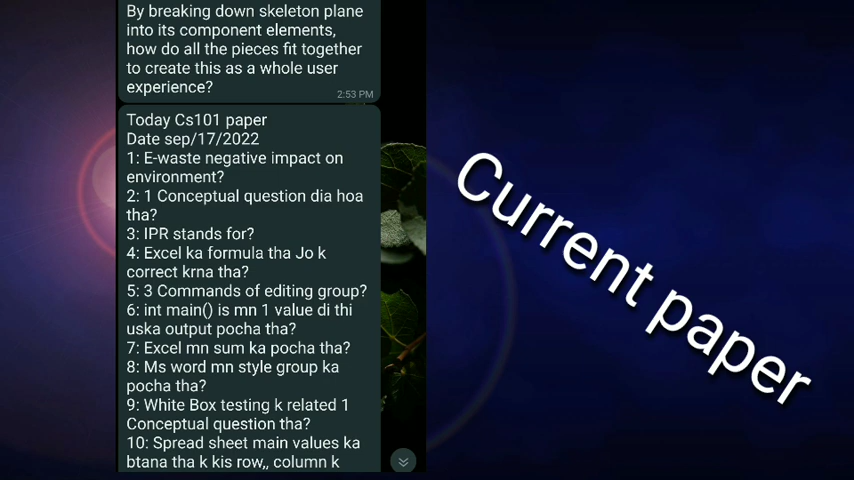 By breaking down skeleton plane
into its component elements,
how do all the pieces fit together
to create this as a whole user
experience?
2:53 PM
Today Cs101 paper
Date sep/17/2022
1: E-waste negative impact on
environment?
2: 1 Conceptual question dia hoa
tha?
3: IPR stands for?
4: Excel ka formula tha Jo k
correct krna tha?
5: 3 Commands of editing group?
6: int main() is mn 1 value di thi
uska output pocha tha?
7: Excel mn sum ka pocha tha?
8: Ms word mn style group ka
pocha tha?
9: White Box testing k related 1
Conceptual question tha?
10: Spread sheet main values ka
btana tha k kis row,, column k
Current paper